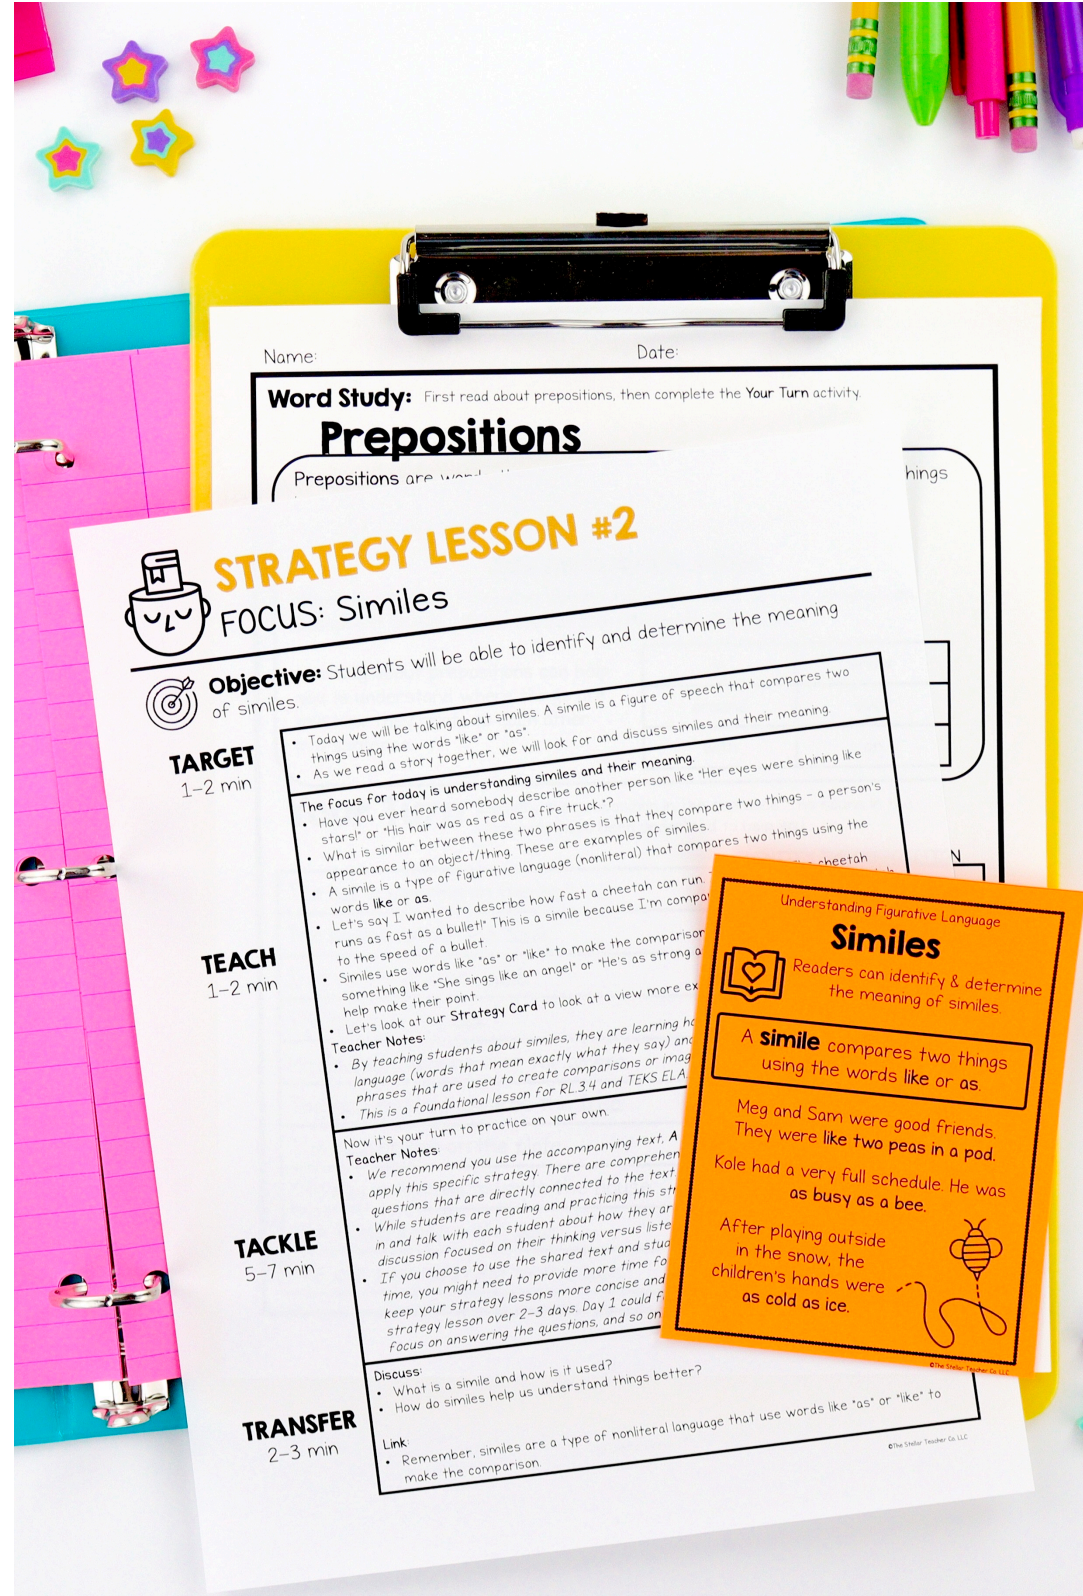 Name:
Date:
Word Study: First read about prepositions, then complete the Your Turn activity.
Prepositions
Prepositions are
hings
STRATEGY LESSON #2
FOCUS: Similes
Objective: Students will be able to identify and determine the meaning
of similes.
TARGET
1-2 min
• Today we will be talking about similes. A simile is a figure of speech that compares two
things using the words "like" or "as".
• As we read a story together, we will look for and discuss similes and their meaning.
TEACH
1-2 min
The focus for today is understanding similes and their meaning.
• Have you ever heard somebody describe another person like "Her eyes were shining like
stars!" or "His hair was as red as a fire truck."?
• What is similar between these two phrases is that they compare two things - a person's
appearance to an object/thing. These are examples of similes.
• A simile is a type of figurative language (nonliteral) that compares two things using the
words like or as.
• Let's say I wanted to describe how fast a cheetah can run. cheetah
runs as fast as a bullet!" This is a simile because I'm compa
to the speed of a bullet.
• Similes use words like "as" or "like" to make the comparison
something like "She sings like an angel" or "He's as strong a
help make their point.
• Let's look at our Strategy Card to look at a view more ex
Teacher Notes:
• By teaching students about similes, they are learning ho
language (words that mean exactly what they say) and
phrases that are used to create comparisons or imag
• This is a foundational lesson for RL.3.4 and TEKS ELA
TACKLE
5-7 min
Now it's your turn to practice on your own.
Teacher Notes:
• We recommend you use the accompanying text, A
apply this specific strategy. There are comprehen
questions that are directly connected to the text
• While students are reading and practicing this str
in and talk with each student about how they ar
discussion focused on their thinking versus liste
• If you choose to use the shared text and stud
time, you might need to provide more time fo
keep your strategy lessons more concise and
strategy lesson over 2-3 days. Day 1 could f
focus on answering the questions, and so on
TRANSFER
2-3 min
Discuss:
• What is a simile and how is it used?
• How do similes help us understand things better?
Link:
• Remember, similes are a type of nonliteral language that use words like "as" or "like" to
make the comparison.
©The Stellar Teacher Co. LLC
N
Understanding Figurative Language
Similes
Readers can identify & determine
the meaning of similes.
A simile compares two things
using the words like or as.
Meg and Sam were good friends.
They were like two peas in a pod.
Kole had a very full schedule. He was
as busy as a bee.
After playing outside
in the snow, the
children's hands were
as cold as ice.
©The Stellar Teacher Co. LLC